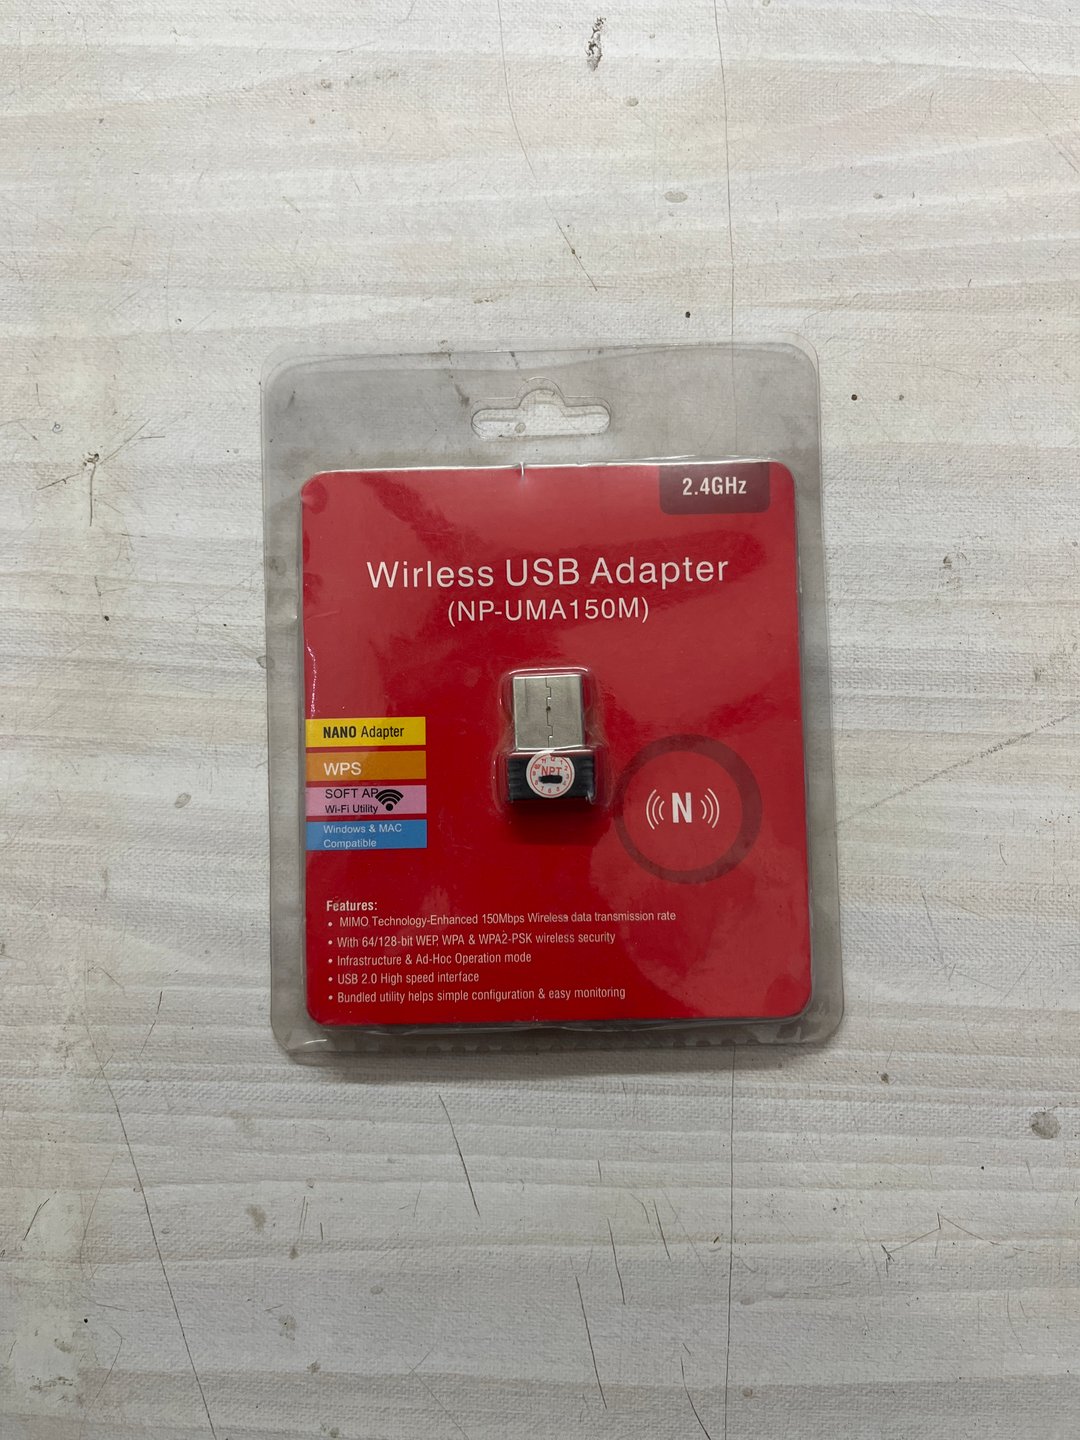 2.4GHz
Wirless USB Adapter
(NP-UMA150M)
NANO Adapter
WPS
SOFT AP
Wi-Fi Utility
Windows & MAC
Compatible
NPT
N
Features:
• MIMO Technology-Enhanced 150Mbps Wireless data transmission rate
• With 64/128-bit WEP, WPA & WPA2-PSK wireless security
• Infrastructure & Ad-Hoc Operation mode
• USB 2.0 High speed interface
• Bundled utility helps simple configuration & easy monitoring